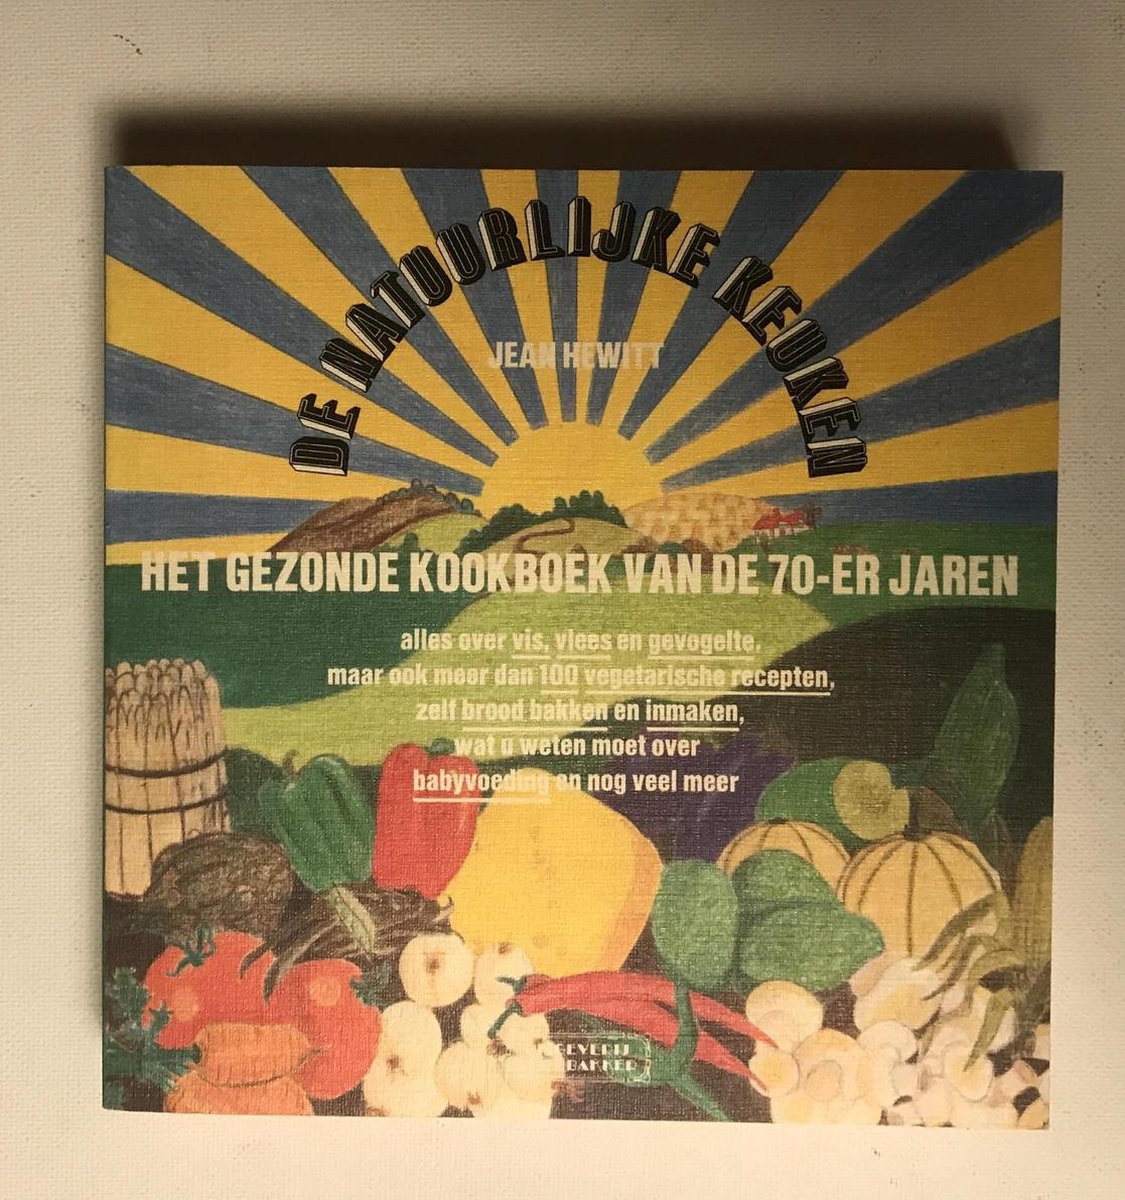 DE NATUURLIJKE KEUKEN
JEAN HEWITT
HET GEZONDE KOOKBOEK VAN DE 70-ER JAREN
alles over vis, vlees en gevogelte,
maar ook meer dan 100 vegetarische recepten,
zelf brood bakken en inmaken,
wat u weten moet over
babyvoeding en nog veel meer
BAKKER